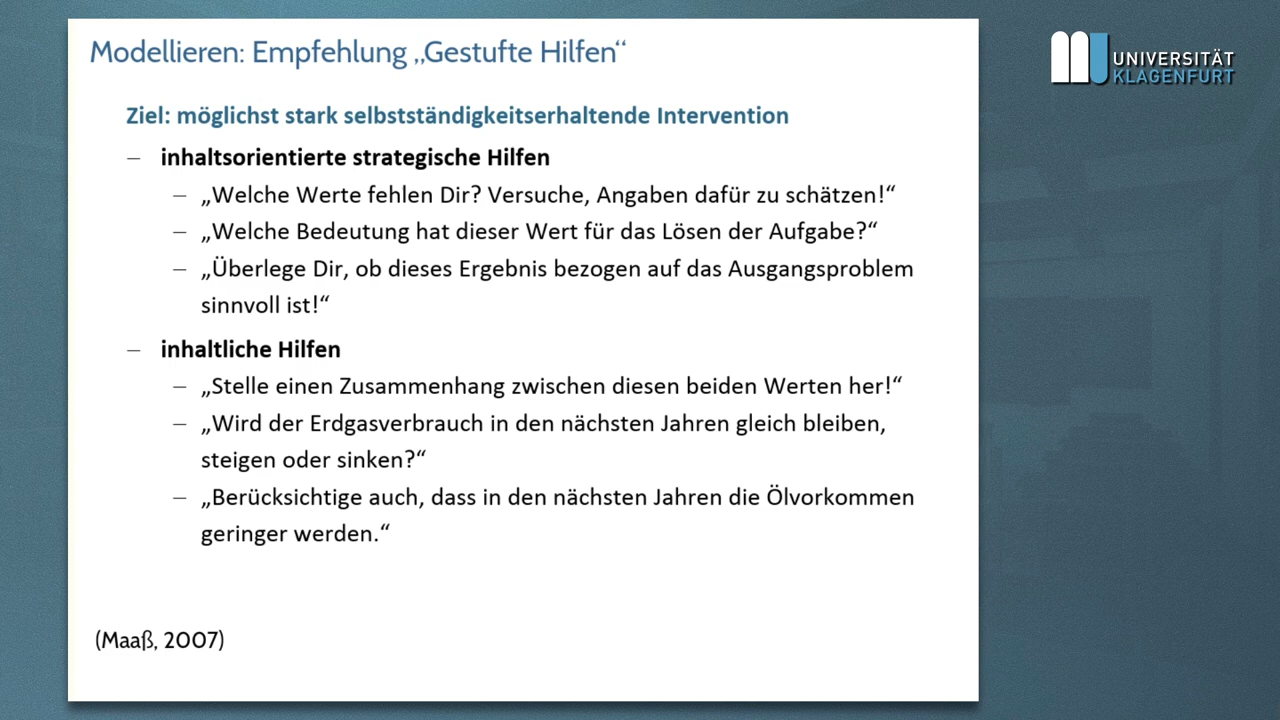 Modellieren: Empfehlung „Gestufte Hilfen“
UNIVERSITÄT
KLAGENFURT
Ziel: möglichst stark selbstständigkeitserhaltende Intervention
– inhaltsorientierte strategische Hilfen
– „Welche Werte fehlen Dir? Versuche, Angaben dafür zu schätzen!“
– „Welche Bedeutung hat dieser Wert für das Lösen der Aufgabe?“
– „Überlege Dir, ob dieses Ergebnis bezogen auf das Ausgangsproblem
sinnvoll ist!“
– inhaltliche Hilfen
– „Stelle einen Zusammenhang zwischen diesen beiden Werten her!“
– „Wird der Erdgasverbrauch in den nächsten Jahren gleich bleiben,
steigen oder sinken?“
– „Berücksichtige auch, dass in den nächsten Jahren die Ölvorkommen
geringer werden.“
(Maaß, 2007)